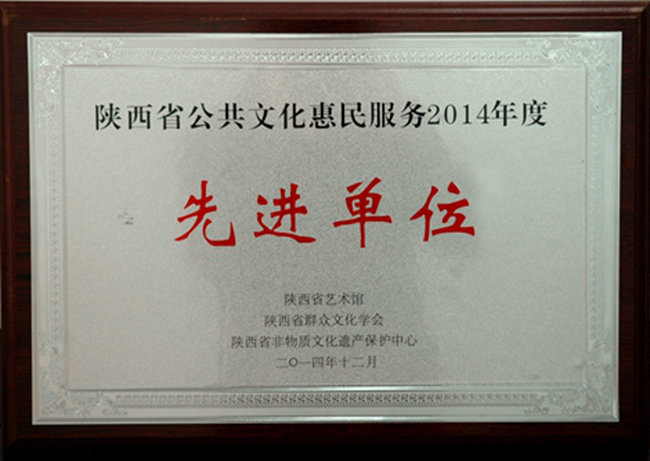 陕西省公共文化惠民服务2014年度
先进单位
陕西省艺术馆
陕西省群众文化学会
陕西省非物质文化遗产保护中心
二〇一四年十二月